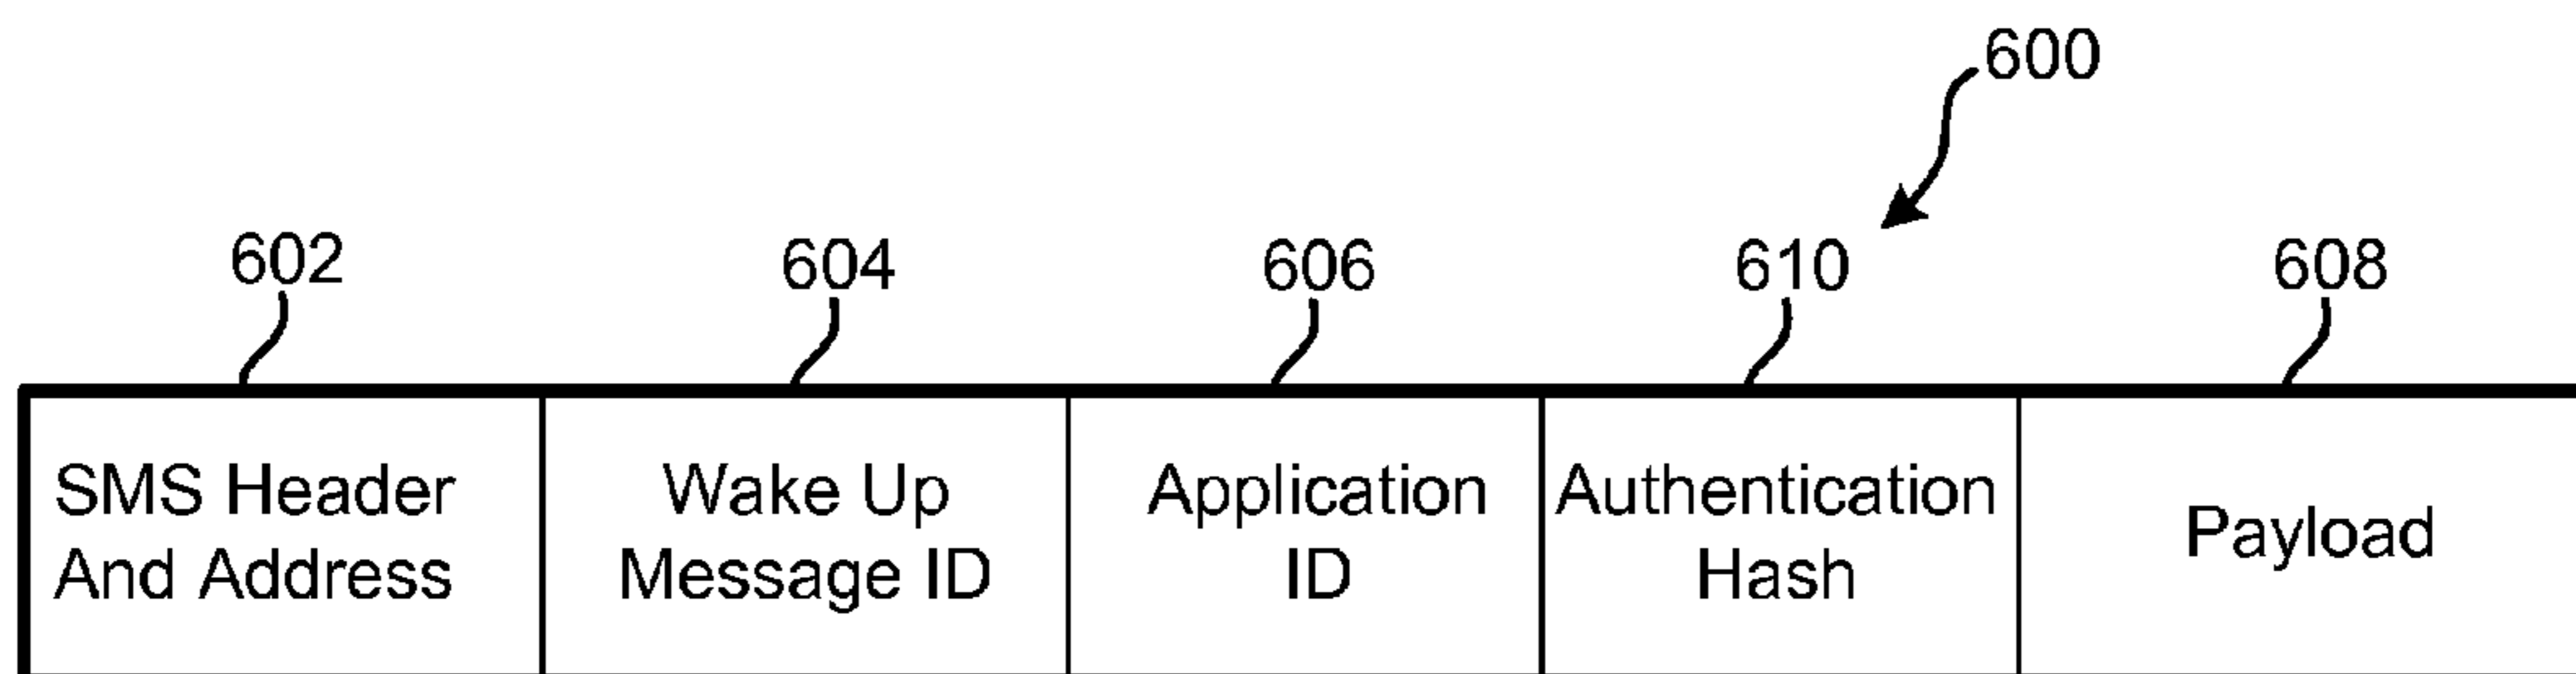 600
602
604
606
610
608
SMS Header
And Address
Wake Up
Message ID
Application
ID
Authentication
Hash
Payload